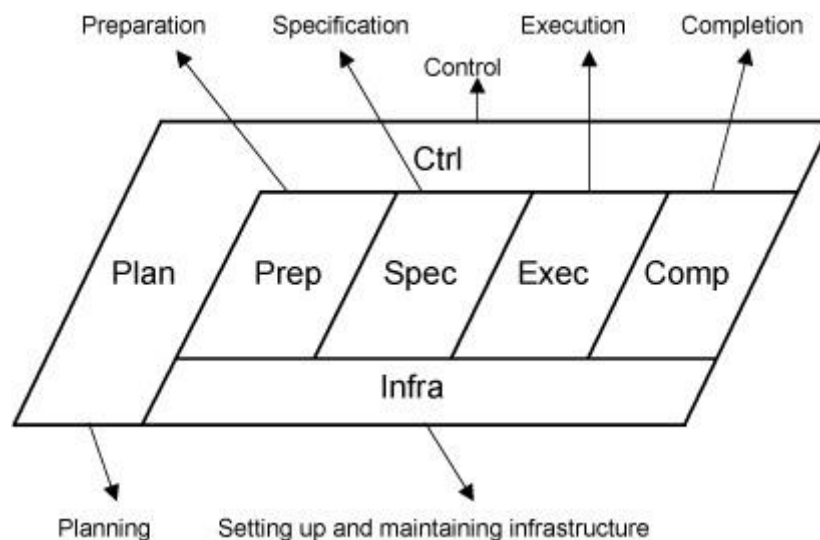 Preparation
Specification
Control
Execution
Completion
Ctrl
Plan
Prep
Spec
Exec
Comp
Infra
Planning
Setting up and maintaining infrastructure